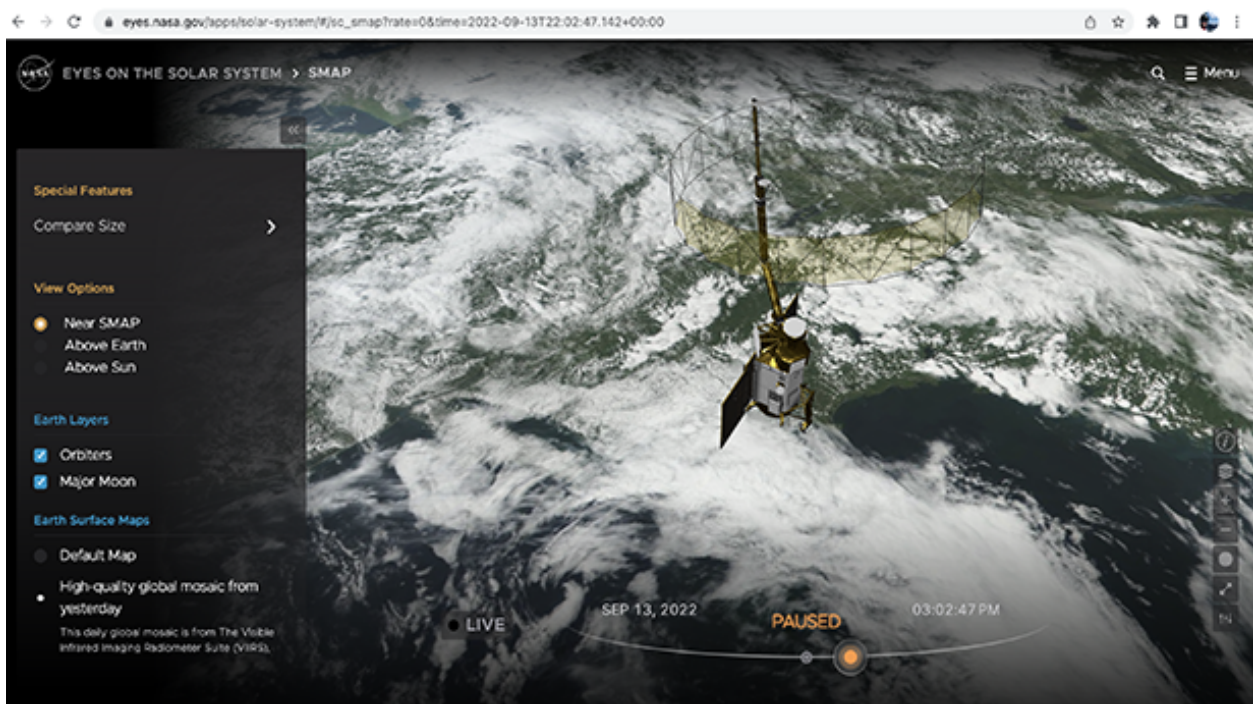 eyes.nasa.gov/apps/solar-system/#/sc_smap?rate=0&time=2022-09-13T22:02:47.142+00:00
NASA EYES ON THE SOLAR SYSTEM > SMAP
Menu
Special Features
Compare Size
View Options
Near SMAP
Above Earth
Above Sun
Earth Layers
Orbiters
Major Moon
Earth Surface Maps
Default Map
High-quality global mosaic from
yesterday
This daily global mosaic is from The Visible
Infrared Imaging Radiometer Suite (VIIRS),
LIVE
SEP 13, 2022
PAUSED
03:02:47 PM